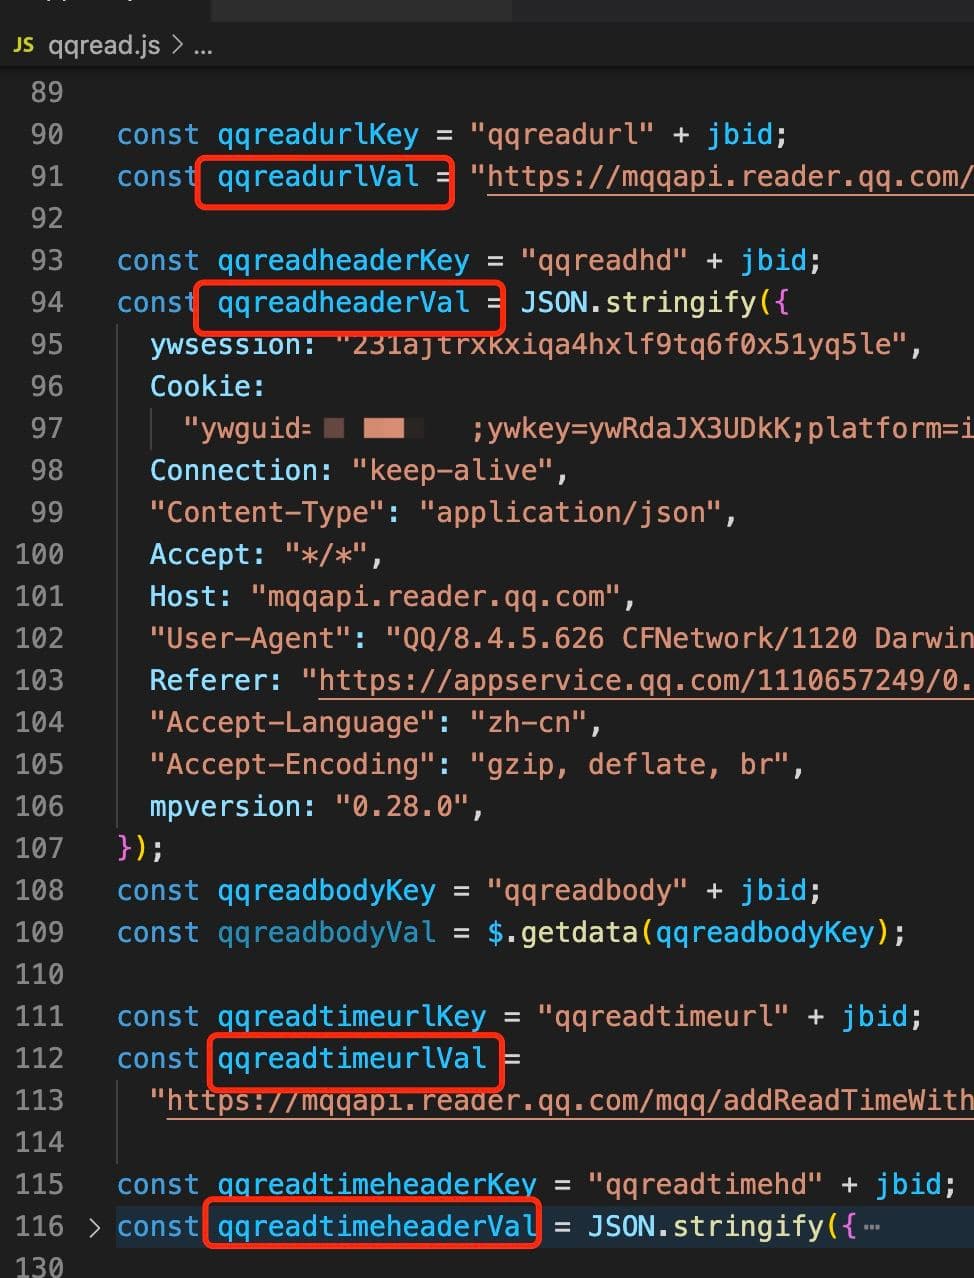 JS qqread.js > ...
89
90 const qqreadurlKey = "qqreadurl" + jbid;
91 const qqreadurlVal = "https://mqqapi.reader.qq.com/
92
93 const qqreadheaderKey = "qqreadhd" + jbid;
94 const qqreadheaderVal = JSON.stringify({
95 ywsession: "231ajtrxkxiqa4hxlf9tq6f0x51yq5le",
96 Cookie:
97 "ywguid= ;ywkey=ywRdaJX3UDkK;platform=i
98 Connection: "keep-alive",
99 "Content-Type": "application/json",
100 Accept: "*/*",
101 Host: "mqqapi.reader.qq.com",
102 "User-Agent": "QQ/8.4.5.626 CFNetwork/1120 Darwin
103 Referer: "https://appservice.qq.com/1110657249/0.
104 "Accept-Language": "zh-cn",
105 "Accept-Encoding": "gzip, deflate, br",
106 mpversion: "0.28.0",
107 });
108 const qqreadbodyKey = "qqreadbody" + jbid;
109 const qqreadbodyVal = $.getdata(qqreadbodyKey);
110
111 const qqreadtimeurlKey = "qqreadtimeurl" + jbid;
112 const qqreadtimeurlVal =
113 "https://mqqapi.reader.qq.com/mqq/addReadTimeWith
114
115 const qqreadtimeheaderKey = "qqreadtimehd" + jbid;
116 > const qqreadtimeheaderVal = JSON.stringify({ ⋯
130